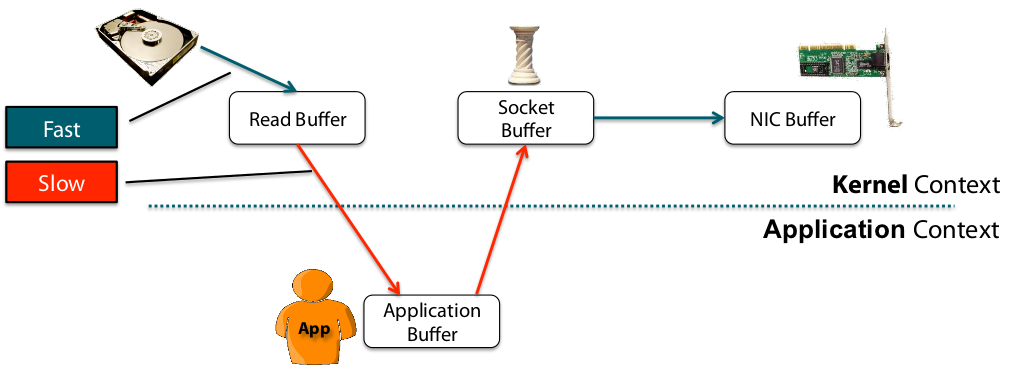 Fast
Slow
Read Buffer
Socket
Buffer
NIC Buffer
Kernel Context
Application Context
App
Application
Buffer